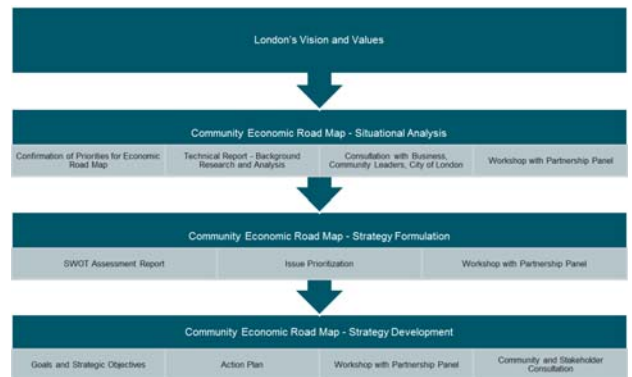 London's Vision and Values
Community Economic Road Map - Situational Analysis
Confirmation of Priorities for Economic
Road Map
Technical Report - Background
Research and Analysis
Consultation with Business,
Community Leaders, City of London
Workshop with Partnership Panel
Community Economic Road Map - Strategy Formulation
SWOT Assessment Report
Issue Prioritization
Workshop with Partnership Panel
Community Economic Road Map - Strategy Development
Goals and Strategic Objectives
Action Plan
Workshop with Partnership Panel
Community and Stakeholder
Consultation